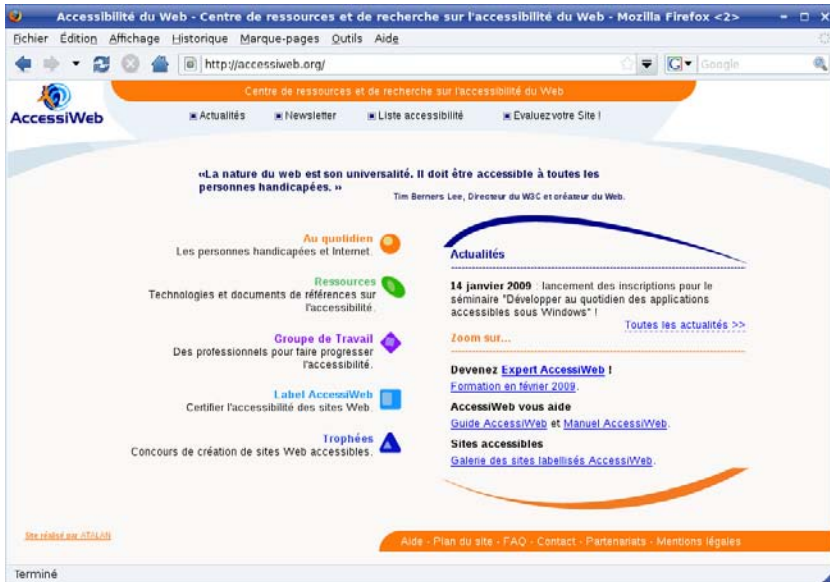 Accessibilité du Web - Centre de ressources et de recherche sur l'accessibilité du Web - Mozilla Firefox <2>
Fichier Édition Affichage Historique Marque-pages Outils Aide
http://accessiweb.org/
Google
Centre de ressources et de recherche sur l'accessibilité du Web
AccessiWeb
Actualités Newsletter Liste accessibilité Evaluez votre Site !
«La nature du web est son universalité. Il doit être accessible à toutes les
personnes handicapées. »
Tim Berners Lee, Directeur du W3C et créateur du Web.
Au quotidien
Les personnes handicapées et Internet.
Ressources
Technologies et documents de références sur
l'accessibilité.
Groupe de Travail
Des professionnels pour faire progresser
l'accessibilité.
Label AccessiWeb
Certifier l'accessibilité des sites Web.
Trophées
Concours de création de sites Web accessibles.
Actualités
14 janvier 2009 : lancement des inscriptions pour le
séminaire "Développer au quotidien des applications
accessibles sous Windows" !
Toutes les actualités >>
Zoom sur...
Devenez Expert AccessiWeb !
Formation en février 2009.
AccessiWeb vous aide
Guide AccessiWeb et Manuel AccessiWeb.
Sites accessibles
Galerie des sites labellisés AccessiWeb.
Site réalisé par ATALAN
Aide - Plan du site - FAQ - Contact - Partenariats - Mentions légales
Terminé